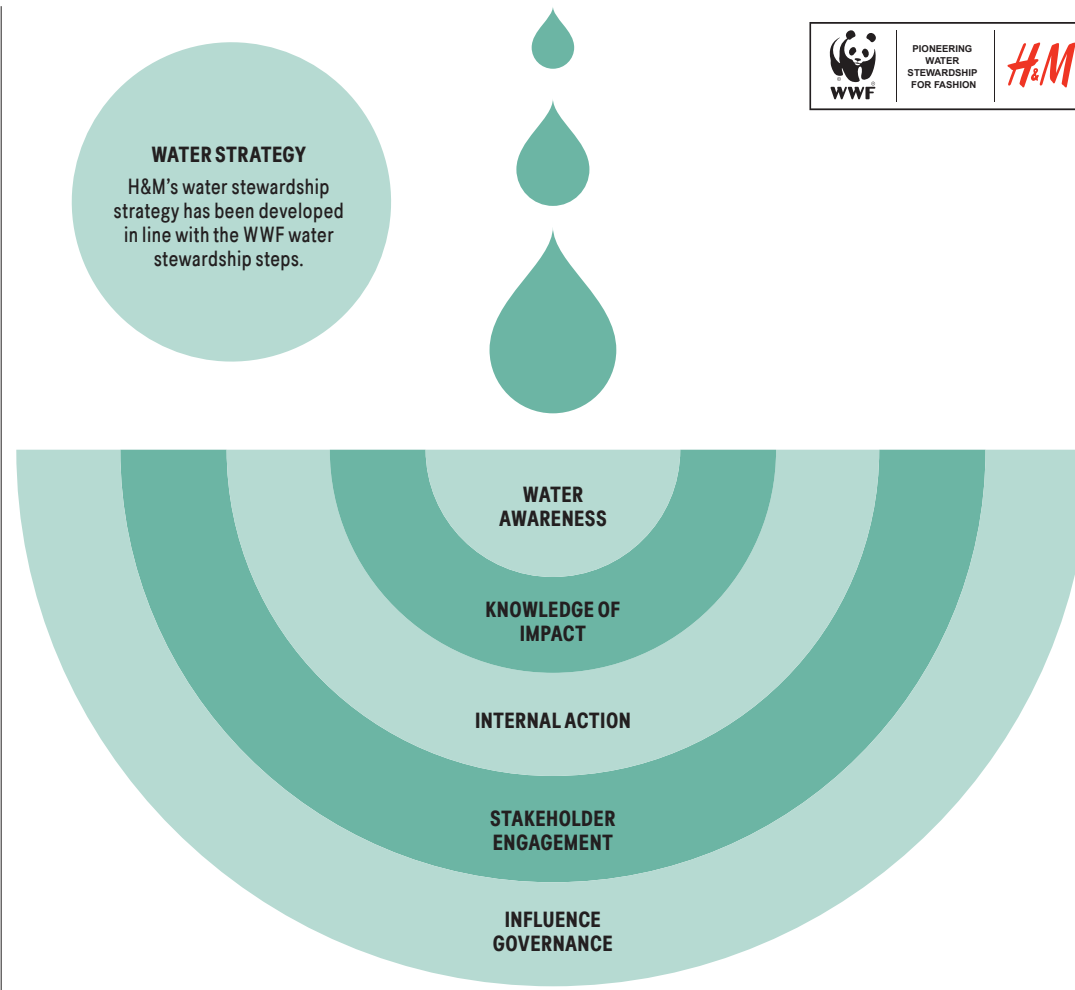 WATER STRATEGY
H&M's water stewardship
strategy has been developed
in line with the WWF water
stewardship steps.
WWF
PIONEERING
WATER
STEWARDSHIP
FOR FASHION
H&M
WATER
AWARENESS
KNOWLEDGE OF
IMPACT
INTERNAL ACTION
STAKEHOLDER
ENGAGEMENT
INFLUENCE
GOVERNANCE